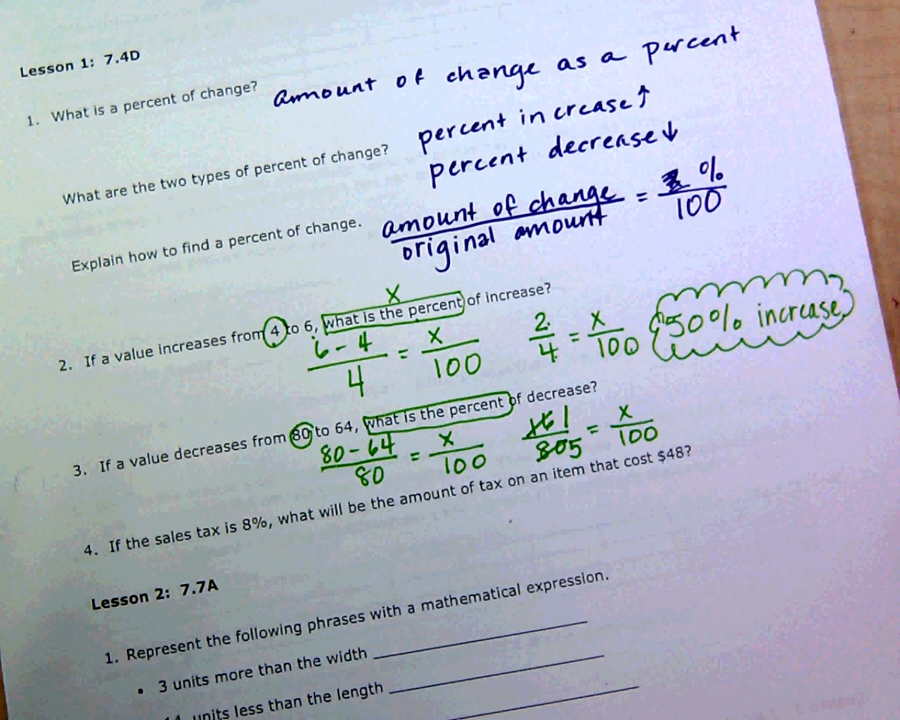 Lesson 1: 7.4D
1. What is a percent of change? amount of change as a percent
percent increase ↑
What are the two types of percent of change? percent decrease ↓
Explain how to find a percent of change. amount of change / original amount = % / 100
x
2. If a value increases from 4 to 6, what is the percent of increase?
6 - 4 / 4 = x / 100 2 / 4 = x / 100 50% increase
3. If a value decreases from 80 to 64, what is the percent of decrease?
80 - 64 / 80 = x / 100 16 1 / 80 5 = x / 100
4. If the sales tax is 8%, what will be the amount of tax on an item that cost $48?
Lesson 2: 7.7A
1. Represent the following phrases with a mathematical expression.
• 3 units more than the width
units less than the length